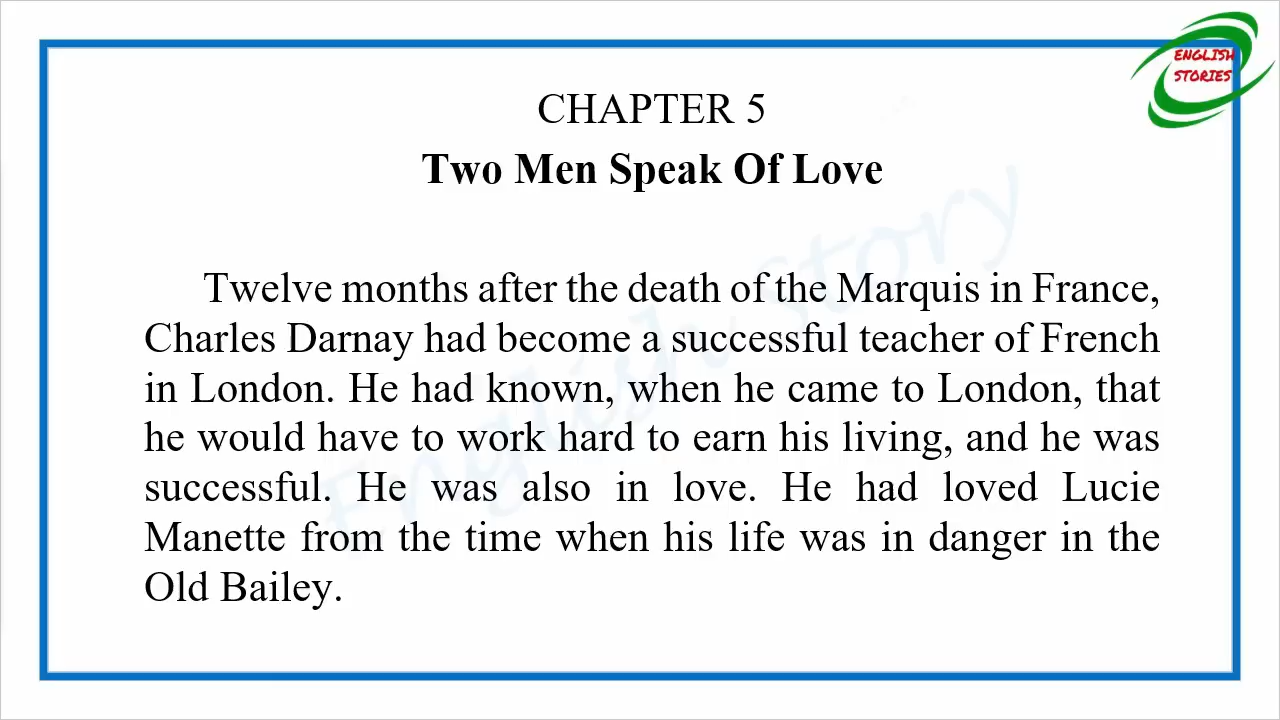 ENGLISH
STORIES
CHAPTER 5
Two Men Speak Of Love
Twelve months after the death of the Marquis in France,
Charles Darnay had become a successful teacher of French
in London. He had known, when he came to London, that
he would have to work hard to earn his living, and he was
successful. He was also in love. He had loved Lucie
Manette from the time when his life was in danger in the
Old Bailey.
English Story